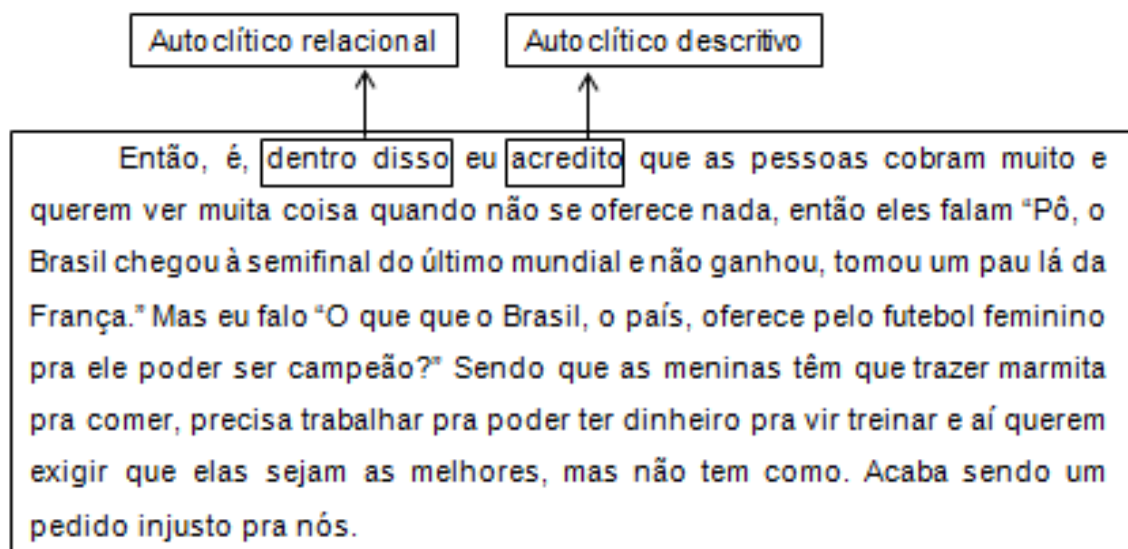 Autoclítico relacional
Autoclítico descritivo
Então, é, dentro disso eu acredito que as pessoas cobram muito e
querem ver muita coisa quando não se oferece nada, então eles falam “Pô, o
Brasil chegou à semifinal do último mundial e não ganhou, tomou um pau lá da
França.” Mas eu falo “O que que o Brasil, o país, oferece pelo futebol feminino
pra ele poder ser campeão?” Sendo que as meninas têm que trazer marmita
pra comer, precisa trabalhar pra poder ter dinheiro pra vir treinar e aí querem
exigir que elas sejam as melhores, mas não tem como. Acaba sendo um
pedido injusto pra nós.